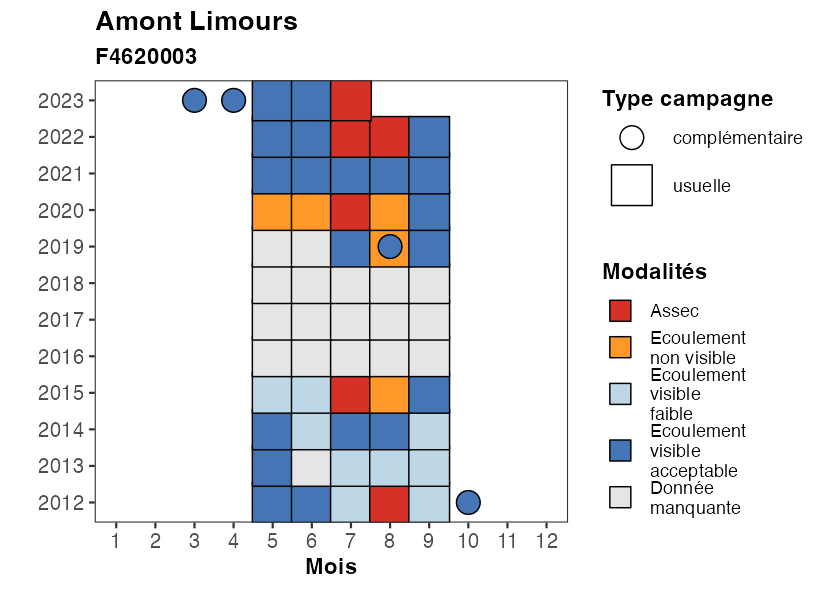 Amont Limours
F4620003
2023
2022
2021
2020
2019
2018
2017
2016
2015
2014
2013
2012
1 2 3 4 5 6 7 8 9 10 11 12
Mois
Type campagne
complémentaire
usuelle
Modalités
Assec
Ecoulement
non visible
Ecoulement
visible
faible
Ecoulement
visible
acceptable
Donnée
manquante